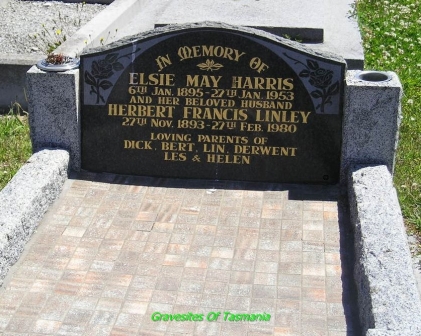 IN MEMORY OF
ELSIE MAY HARRIS
6TH JAN. 1895 - 27TH JAN. 1953
AND HER BELOVED HUSBAND
HERBERT FRANCIS LINLEY
27TH NOV. 1893 - 27TH FEB. 1980
LOVING PARENTS OF
DICK, BERT, LIN, DERWENT
LES & HELEN
Gravesites Of Tasmania